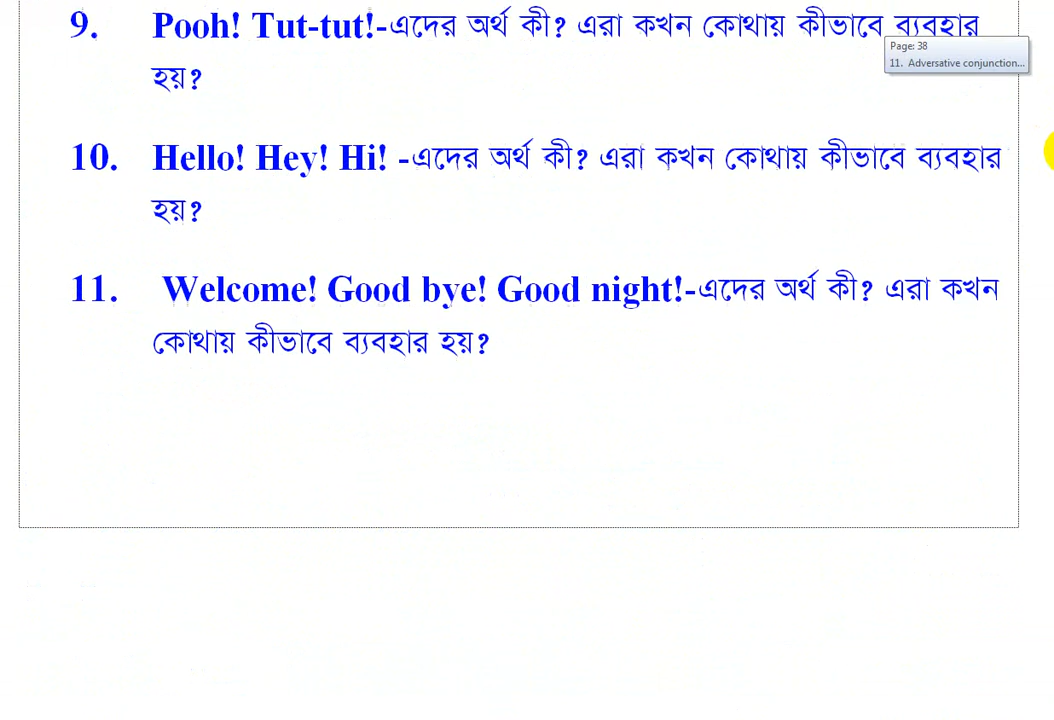 9. Pooh! Tut-tut!-এদের অর্থ কী? এরা কখন কোথায় কীভাবে ব্যবহার
Page: 38
11. Adversative conjunction...
হয়?
10. Hello! Hey! Hi! -এদের অর্থ কী? এরা কখন কোথায় কীভাবে ব্যবহার
হয়?
11. Welcome! Good bye! Good night!-এদের অর্থ কী? এরা কখন
কোথায় কীভাবে ব্যবহার হয়?